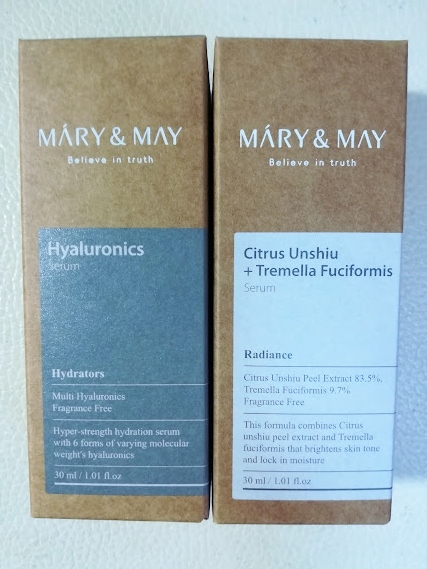 MÁRY & MAY
Believe in truth
Hyaluronics
Serum
Hydrators
Multi Hyaluronics
Fragrance Free
Hyper-strength hydration serum
with 6 forms of varying molecular
weight's hyaluronics
30 ml / 1.01 fl.oz
MÁRY & MAY
Believe in truth
Citrus Unshiu
+ Tremella Fuciformis
Serum
Radiance
Citrus Unshiu Peel Extract 83.5%,
Tremella Fuciformis 9.7%
Fragrance Free
This formula combines Citrus
unshiu peel extract and Tremella
fuciformis that brightens skin tone
and lock in moisture
30 ml / 1.01 fl.oz